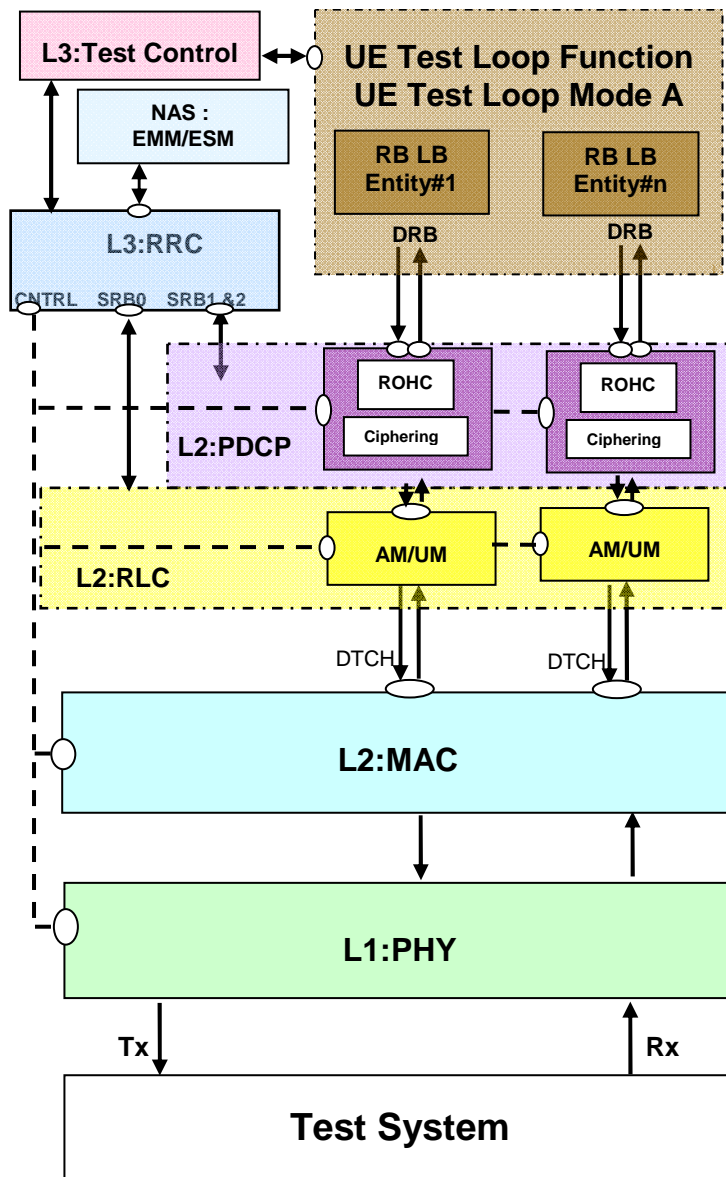 L3:Test Control
UE Test Loop Function
UE Test Loop Mode A
NAS :
EMM/ESM
RB LB
Entity#1
RB LB
Entity#n
DRB
DRB
L3:RRC
CNTRL
SRB0
SRB1 &2
ROHC
Ciphering
ROHC
Ciphering
L2:PDCP
AM/UM
AM/UM
L2:RLC
DTCH
DTCH
L2:MAC
L1:PHY
Tx
Rx
Test System